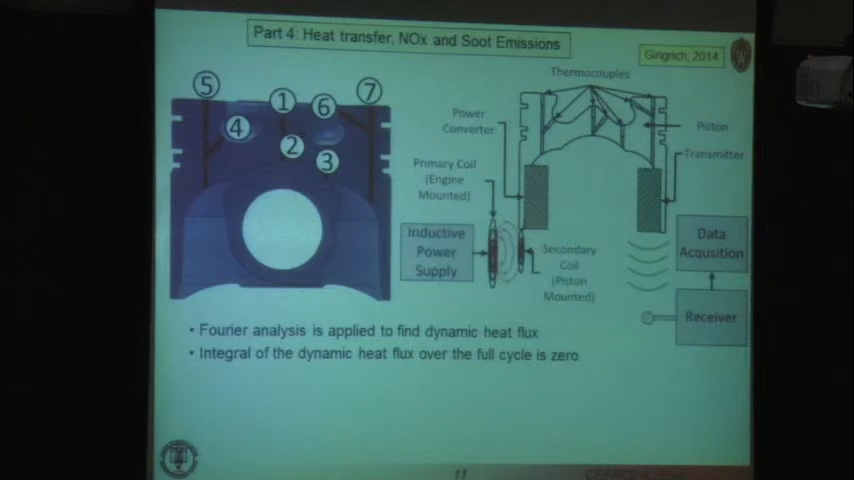 Part 4: Heat transfer, NOx and Soot Emissions
Gingrich, 2014
5
1
6
7
4
2
3
Thermocouples
Power
Converter
Piston
Primary Coil
(Engine
Mounted)
Transmitter
Inductive
Power
Supply
Secondary
Coil
(Piston
Mounted)
Data
Acqusition
Receiver
• Fourier analysis is applied to find dynamic heat flux
• Integral of the dynamic heat flux over the full cycle is zero
11